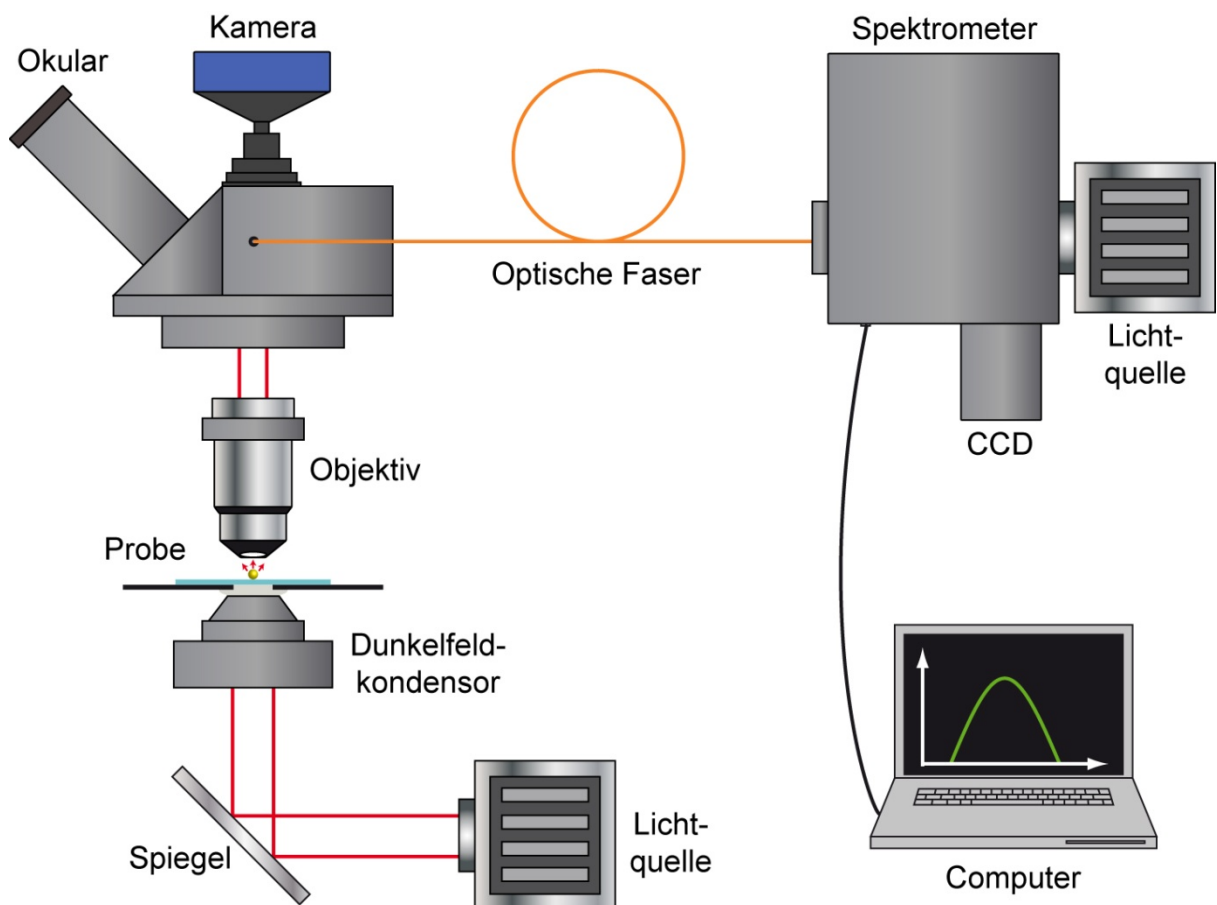 Kamera
Spektrometer
Okular
Optische Faser
Licht-
quelle
CCD
Objektiv
Probe
Dunkelfeld-
kondensor
Spiegel
Licht-
quelle
Computer